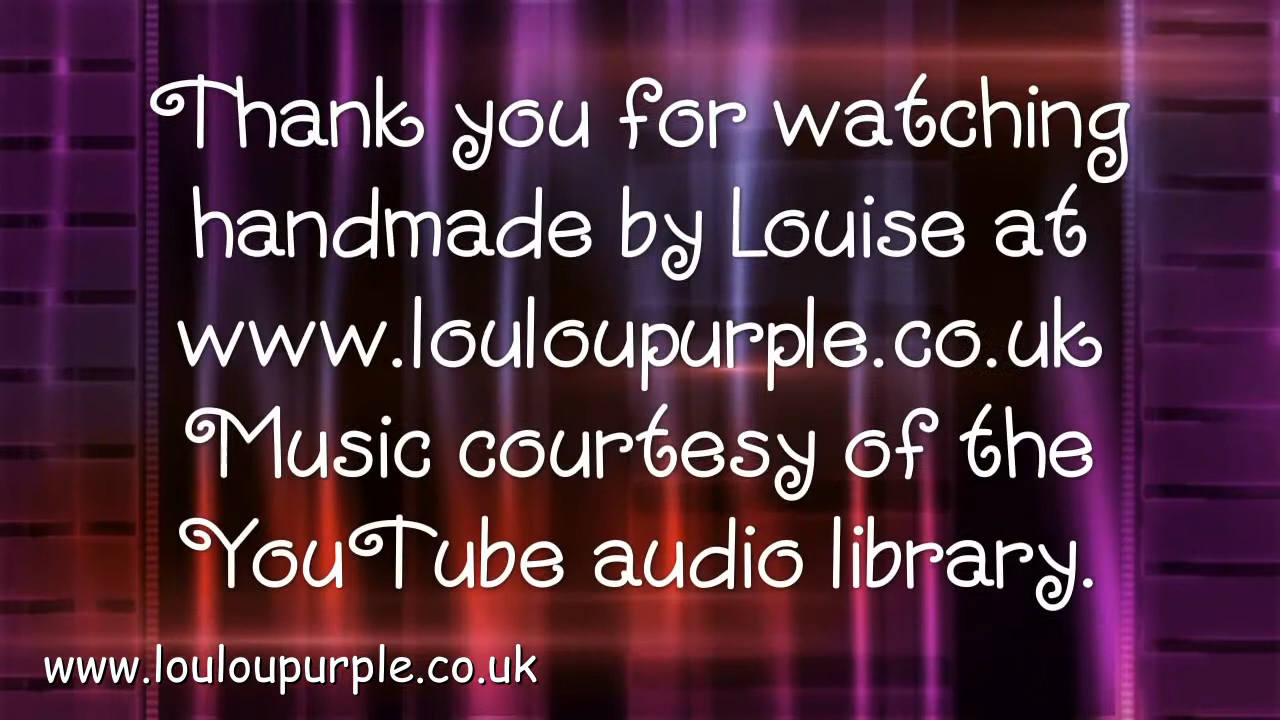 Thank you for watching
handmade by Louise at
www.louloupurple.co.uk
Music courtesy of the
YouTube audio library.
www.louloupurple.co.uk